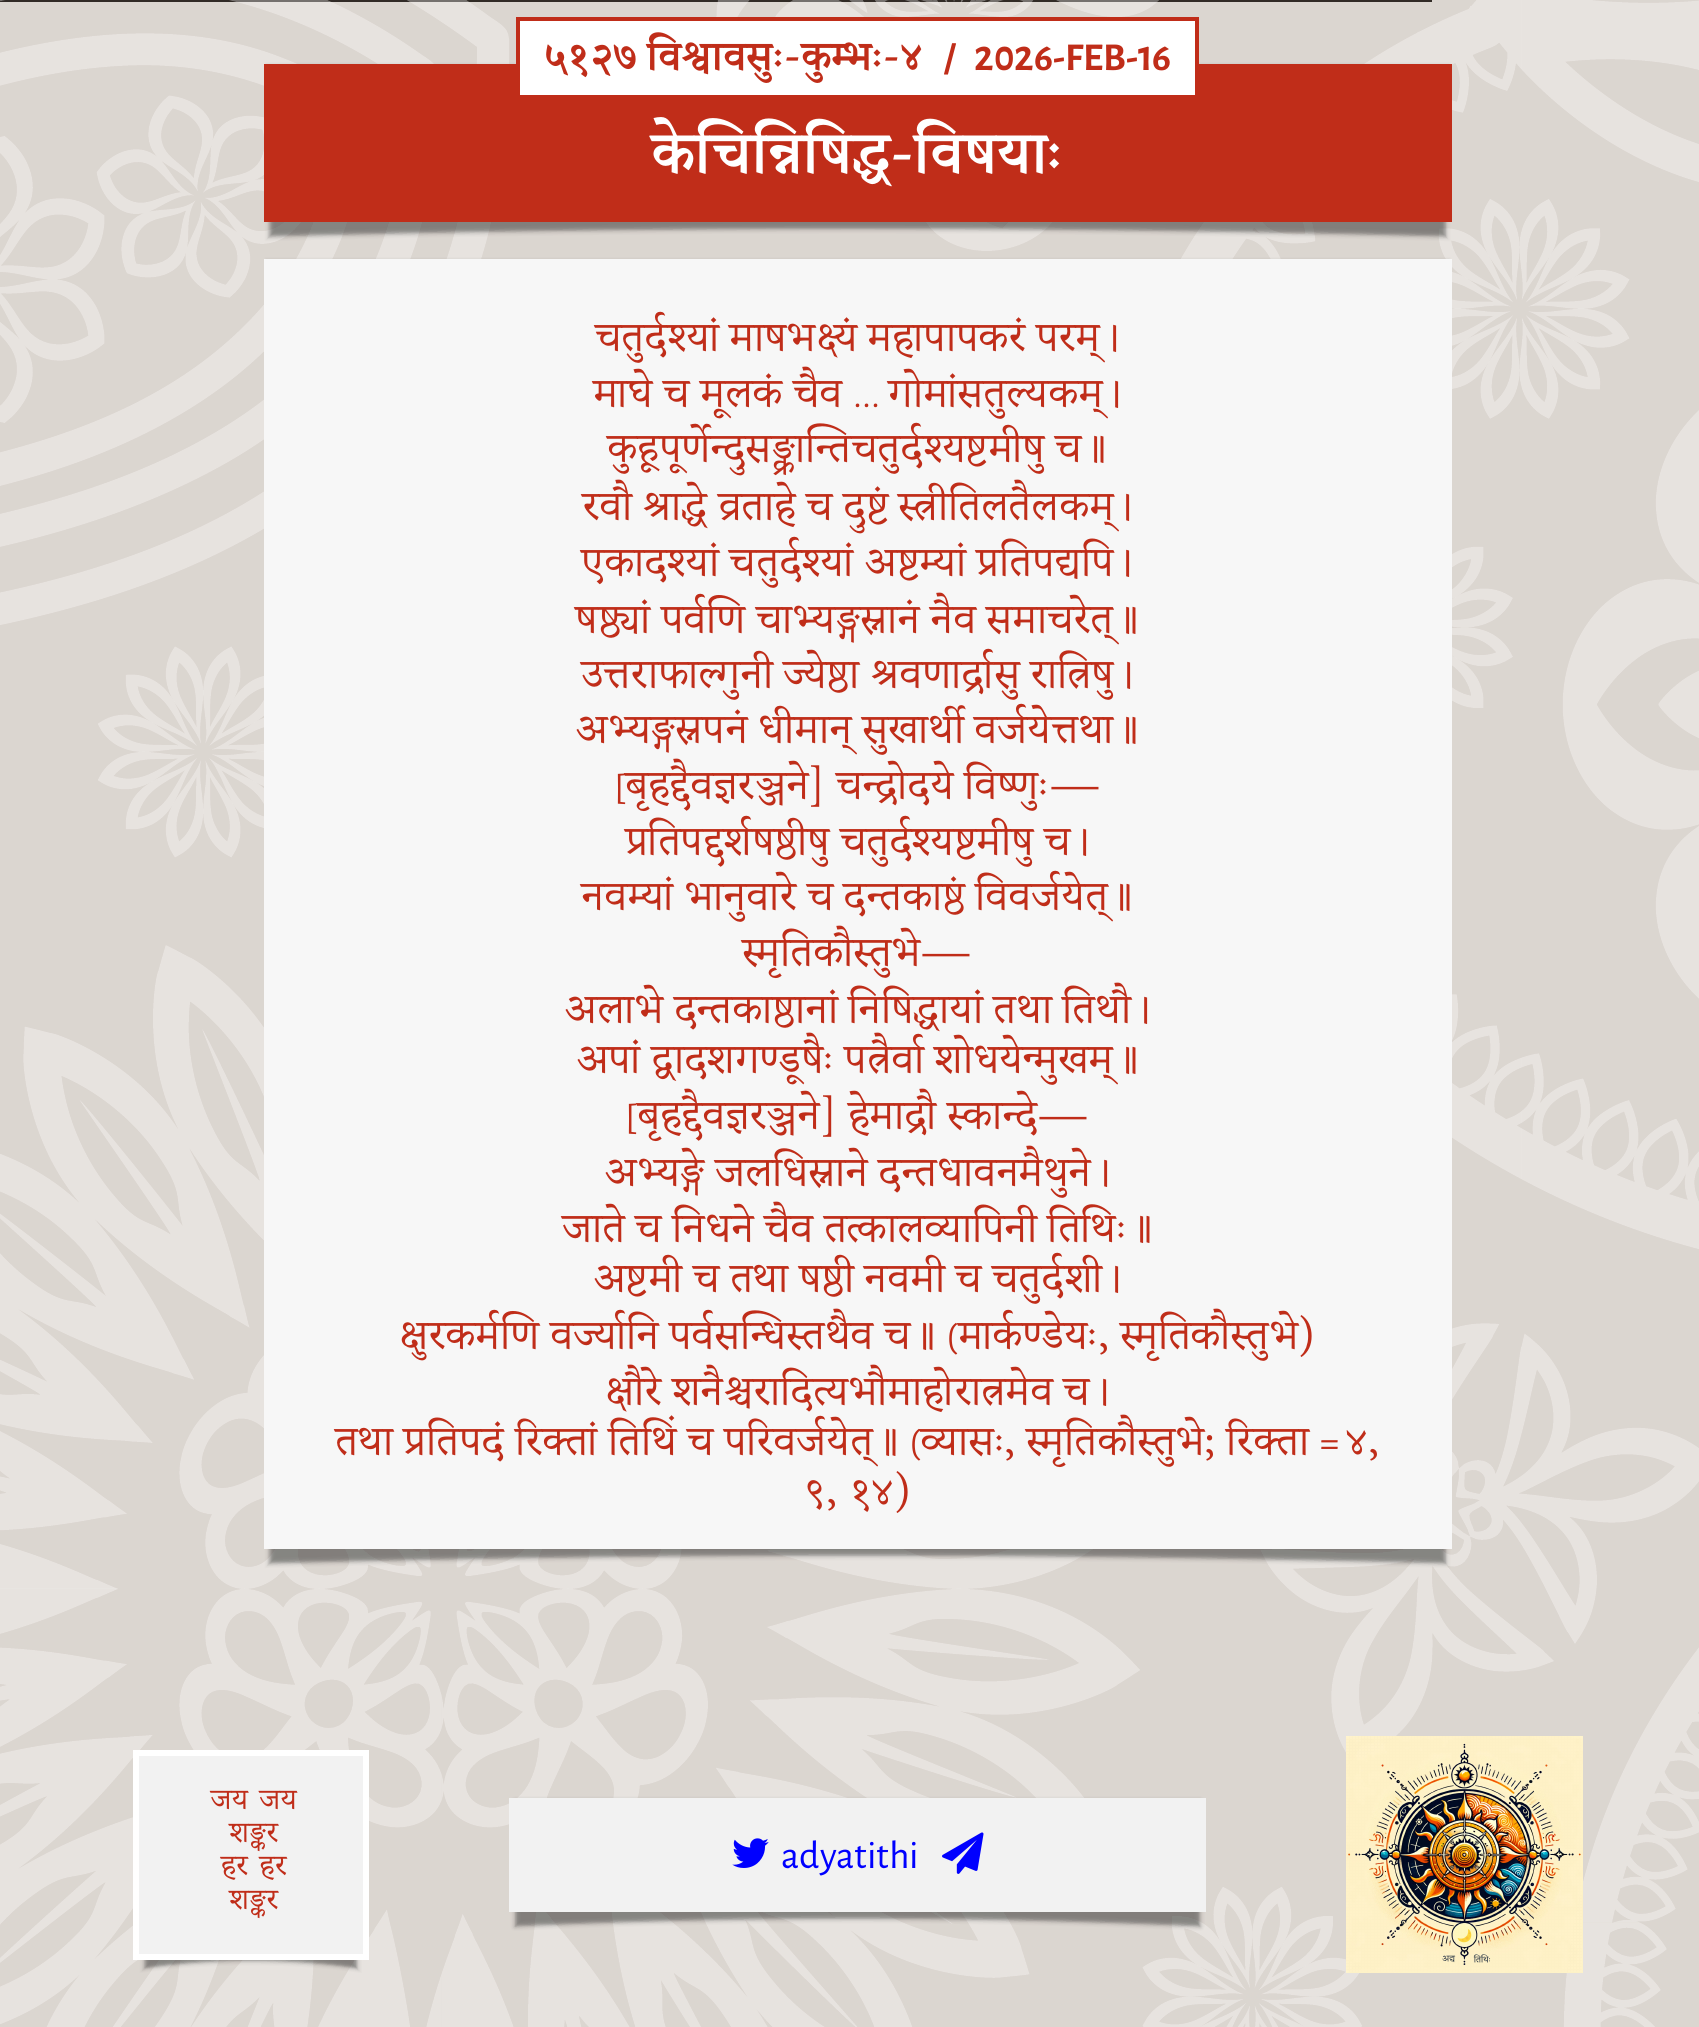 ५१२७ विश्वावसुः-कुम्भः-४ / 2026-FEB-16
केचिन्निषिद्ध-विषयाः
चतुर्दश्यां माषभक्ष्यं महापापकरं परम्।
माघे च मूलकं चैव ... गोमांसतुल्यकम्।
कुहूपूर्णेन्दुसङ्क्रान्तिचतुर्दश्यष्टमीषु च॥
रवौ श्राद्धे व्रताहे च दुष्टं स्त्रीतिलतैलकम्।
एकादश्यां चतुर्दश्यां अष्टम्यां प्रतिपद्यपि।
षष्ठ्यां पर्वणि चाभ्यङ्गस्नानं नैव समाचरेत्॥
उत्तराफाल्गुनी ज्येष्ठा श्रवणार्द्रासु रात्रिषु।
अभ्यङ्गस्नपनं धीमान् सुखार्थी वर्जयेत्तथा॥
[बृहद्दैवज्ञरञ्जने] चन्द्रोदये विष्णुः—
प्रतिपद्दर्शषष्ठीषु चतुर्दश्यष्टमीषु च।
नवम्यां भानुवारे च दन्तकाष्ठं विवर्जयेत्॥
स्मृतिकौस्तुभे—
अलाभे दन्तकाष्ठानां निषिद्धायां तथा तिथौ।
अपां द्वादशगण्डूषैः पत्रैर्वा शोधयेन्मुखम्॥
[बृहद्दैवज्ञरञ्जने] हेमाद्रौ स्कान्दे—
अभ्यङ्गे जलधिस्नाने दन्तधावनमैथुने।
जाते च निधने चैव तत्कालव्यापिनी तिथिः॥
अष्टमी च तथा षष्ठी नवमी च चतुर्दशी।
क्षुरकर्मणि वर्ज्यानि पर्वसन्धिस्तथैव च॥ (मार्कण्डेयः, स्मृतिकौस्तुभे)
क्षौरे शनैश्चरादित्यभौमाहोरात्रमेव च।
तथा प्रतिपदं रिक्तां तिथिं च परिवर्जयेत्॥ (व्यासः, स्मृतिकौस्तुभे; रिक्ता = ४,
९, १४)
जय जय
शङ्कर
हर हर
शङ्कर
adyatithi
अद्य तिथिः